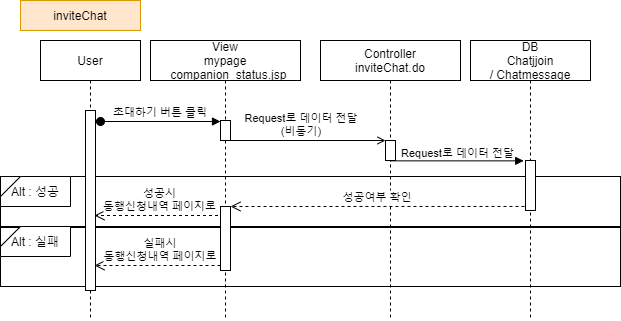 inviteChat
User
View
mypage
companion_status.jsp
Controller
inviteChat.do
DB
Chatjjoin
/ Chatmessage
초대하기 버튼 클릭
Request로 데이터 전달
(비동기)
Request로 데이터 전달
Alt : 성공
성공시
동행신청내역 페이지로
성공여부 확인
Alt : 실패
실패시
동행신청내역 페이지로